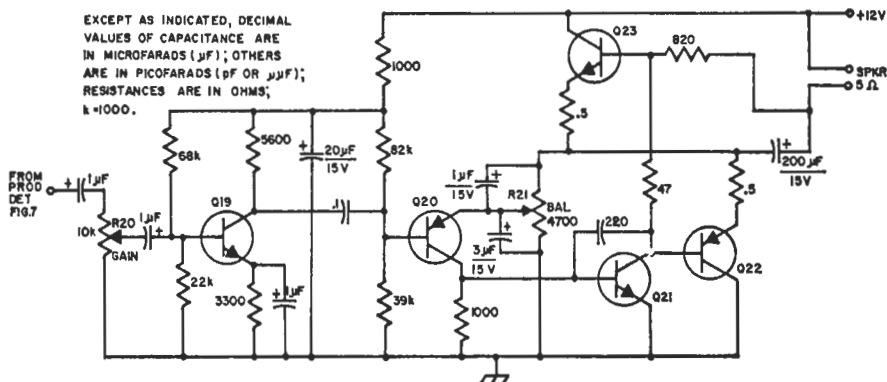 EXCEPT AS INDICATED, DECIMAL
VALUES OF CAPACITANCE ARE
IN MICROFARADS (µF); OTHERS
ARE IN PICOFARADS (pF OR µµF);
RESISTANCES ARE IN OHMS;
k=1000.
+12V
Q23
820
SPKR
5Ω
1000
.5
68k
5600
20µF
15V
82k
+
200µF
15V
FROM
PROD
DET
FIG.7
+
1µF
Q19
.1
Q20
1µF
15V
+
R21
BAL
4700
47
.5
10k
R20
GAIN
1µF
+
3µF
15V
+
220
Q22
22k
3300
+
1µF
39k
1000
Q21